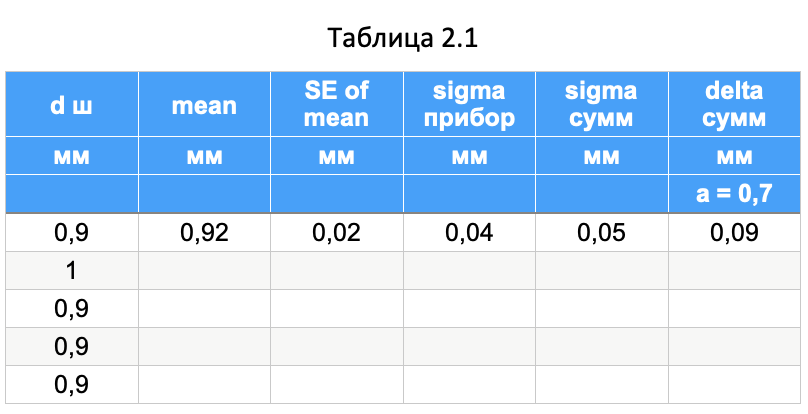 Таблица 2.1
d ш mean SE of mean sigma прибор sigma сумм delta сумм
мм мм мм мм мм мм
a = 0,7
0,9 0,92 0,02 0,04 0,05 0,09
1
0,9
0,9
0,9